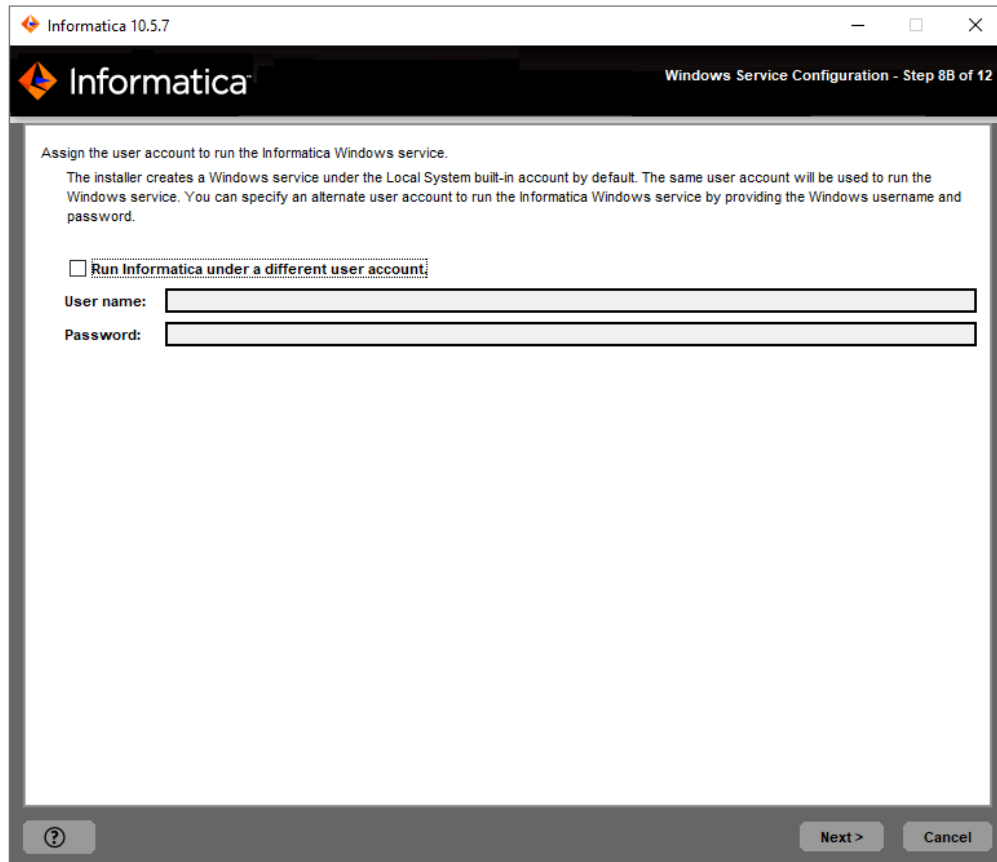 Informatica 10.5.7
Informatica
Windows Service Configuration - Step 8B of 12
Assign the user account to run the Informatica Windows service.
The installer creates a Windows service under the Local System built-in account by default. The same user account will be used to run the
Windows service. You can specify an alternate user account to run the Informatica Windows service by providing the Windows username and
password.
Run Informatica under a different user account.
User name:
Password:
?
Next >
Cancel